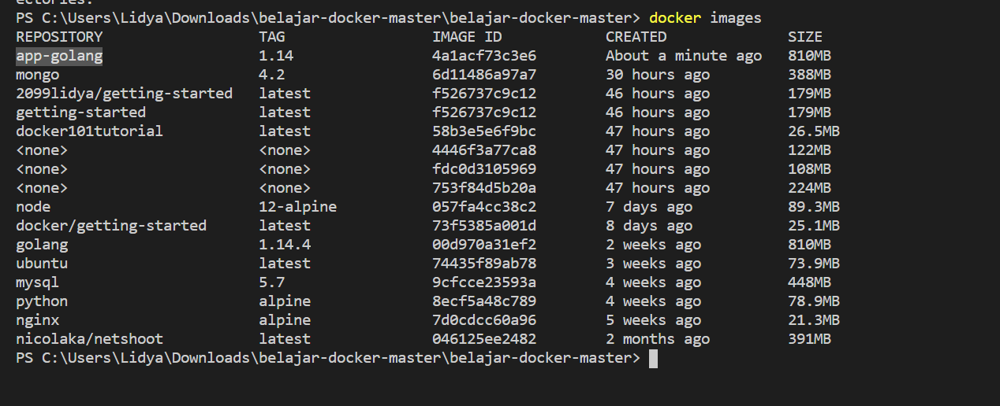 ectories.
PS C:\Users\Lidya\Downloads\belajar-docker-master\belajar-docker-master> docker images
REPOSITORY TAG IMAGE ID CREATED SIZE
app-golang 1.14 4a1acf73c3e6 About a minute ago 810MB
mongo 4.2 6d11486a97a7 30 hours ago 388MB
2099lidya/getting-started latest f526737c9c12 46 hours ago 179MB
getting-started latest f526737c9c12 46 hours ago 179MB
docker101tutorial latest 58b3e5e6f9bc 47 hours ago 26.5MB
<none> <none> 4446f3a77ca8 47 hours ago 122MB
<none> <none> fdc0d3105969 47 hours ago 108MB
<none> <none> 753f84d5b20a 47 hours ago 224MB
node 12-alpine 057fa4cc38c2 7 days ago 89.3MB
docker/getting-started latest 73f5385a001d 8 days ago 25.1MB
golang 1.14.4 00d970a31ef2 2 weeks ago 810MB
ubuntu latest 74435f89ab78 3 weeks ago 73.9MB
mysql 5.7 9cfcce23593a 4 weeks ago 448MB
python alpine 8ecf5a48c789 4 weeks ago 78.9MB
nginx alpine 7d0cdcc60a96 5 weeks ago 21.3MB
nicolaka/netshoot latest 046125ee2482 2 months ago 391MB
PS C:\Users\Lidya\Downloads\belajar-docker-master\belajar-docker-master>